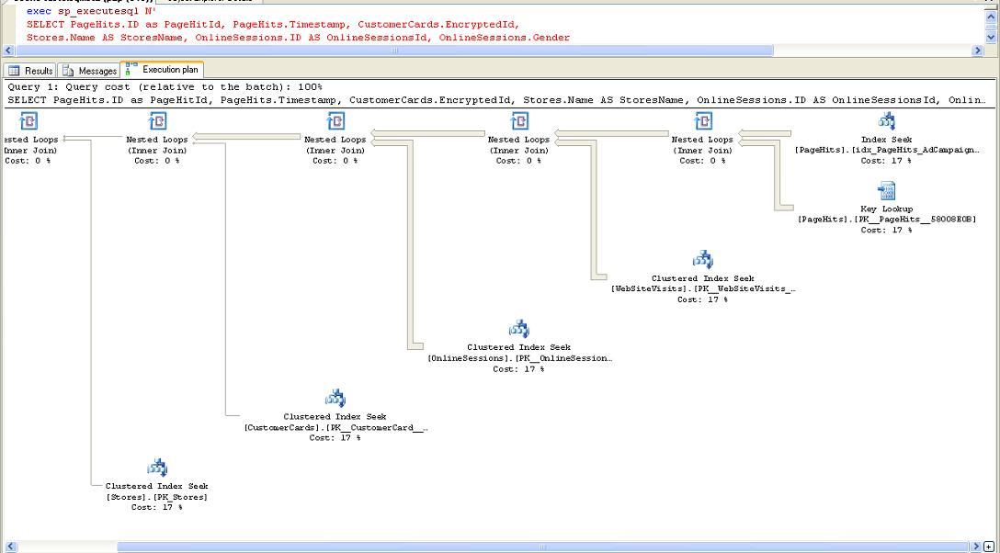 exec sp_executesql N'
SELECT PageHits.ID as PageHitId, PageHits.Timestamp, CustomerCards.EncryptedId,
Stores.Name AS StoresName, OnlineSessions.ID AS OnlineSessionsId, OnlineSessions.Gender
Results Messages Execution plan
Query 1: Query cost (relative to the batch): 100%
SELECT PageHits.ID as PageHitId, PageHits.Timestamp, CustomerCards.EncryptedId, Stores.Name AS StoresName, OnlineSessions.ID AS OnlineSessionsId, Onlin...
ested Loops
Inner Join)
Cost: 0 %
Nested Loops
(Inner Join)
Cost: 0 %
Nested Loops
(Inner Join)
Cost: 0 %
Nested Loops
(Inner Join)
Cost: 0 %
Nested Loops
(Inner Join)
Cost: 0 %
Index Seek
[PageHits].[idx_PageHits_AdCampaign...
Cost: 17 %
Key Lookup
[PageHits].[PK__PageHits__58008E0B]
Cost: 17 %
Clustered Index Seek
[WebSiteVisits].[PK__WebSiteVisits_...
Cost: 17 %
Clustered Index Seek
[OnlineSessions].[PK__OnlineSession...
Cost: 17 %
Clustered Index Seek
[CustomerCards].[PK__CustomerCard__...
Cost: 17 %
Clustered Index Seek
[Stores].[PK_Stores]
Cost: 17 %